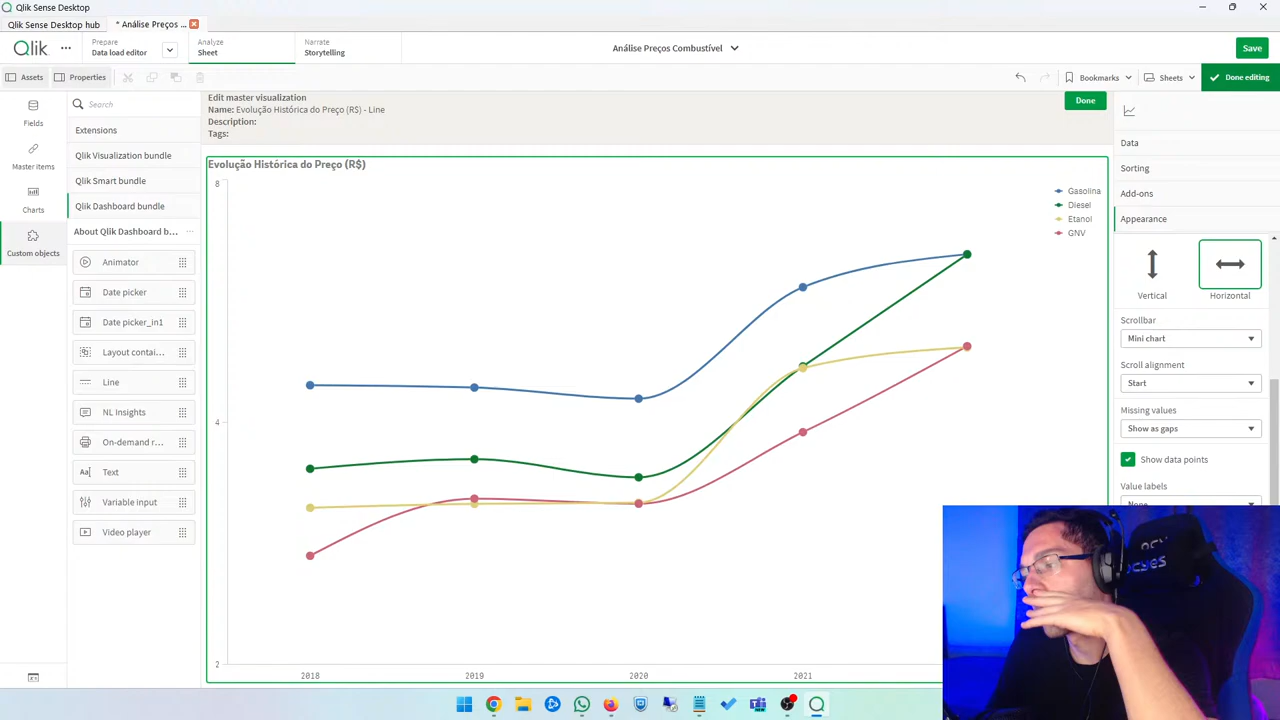 Qlik Sense Desktop
Qlik Sense Desktop hub
* Análise Preços ...
Qlik
Prepare
Data load editor
Analyze
Sheet
Narrate
Storytelling
Análise Preços Combustível
Save
Assets
Properties
Bookmarks
Sheets
Done editing
Fields
Master items
Charts
Custom objects
Search
Extensions
Qlik Visualization bundle
Qlik Smart bundle
Qlik Dashboard bundle
About Qlik Dashboard b...
Animator
Date picker
Date picker_in1
Layout contai...
Line
NL Insights
On-demand r...
Text
Variable input
Video player
Edit master visualization
Name: Evolução Histórica do Preço (RS) - Line
Description:
Tags:
Done
Evolução Histórica do Preço (R$)
8
4
2
2018
2019
2020
2021
Gasolina
Diesel
Etanol
GNV
Data
Sorting
Add-ons
Appearance
Vertical
Horizontal
Scrollbar
Mini chart
Scroll alignment
Start
Missing values
Show as gaps
Show data points
Value labels
None